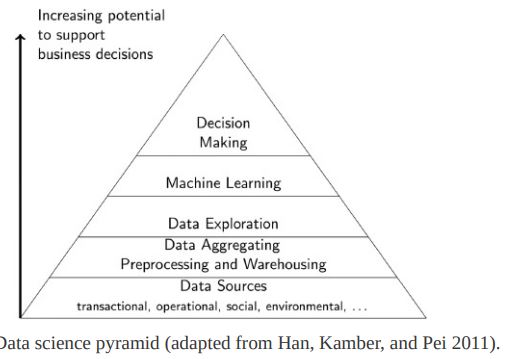 Increasing potential
to support
business decisions
Decision
Making
Machine Learning
Data Exploration
Data Aggregating
Preprocessing and Warehousing
Data Sources
transactional, operational, social, environmental, ...
Data science pyramid (adapted from Han, Kamber, and Pei 2011).